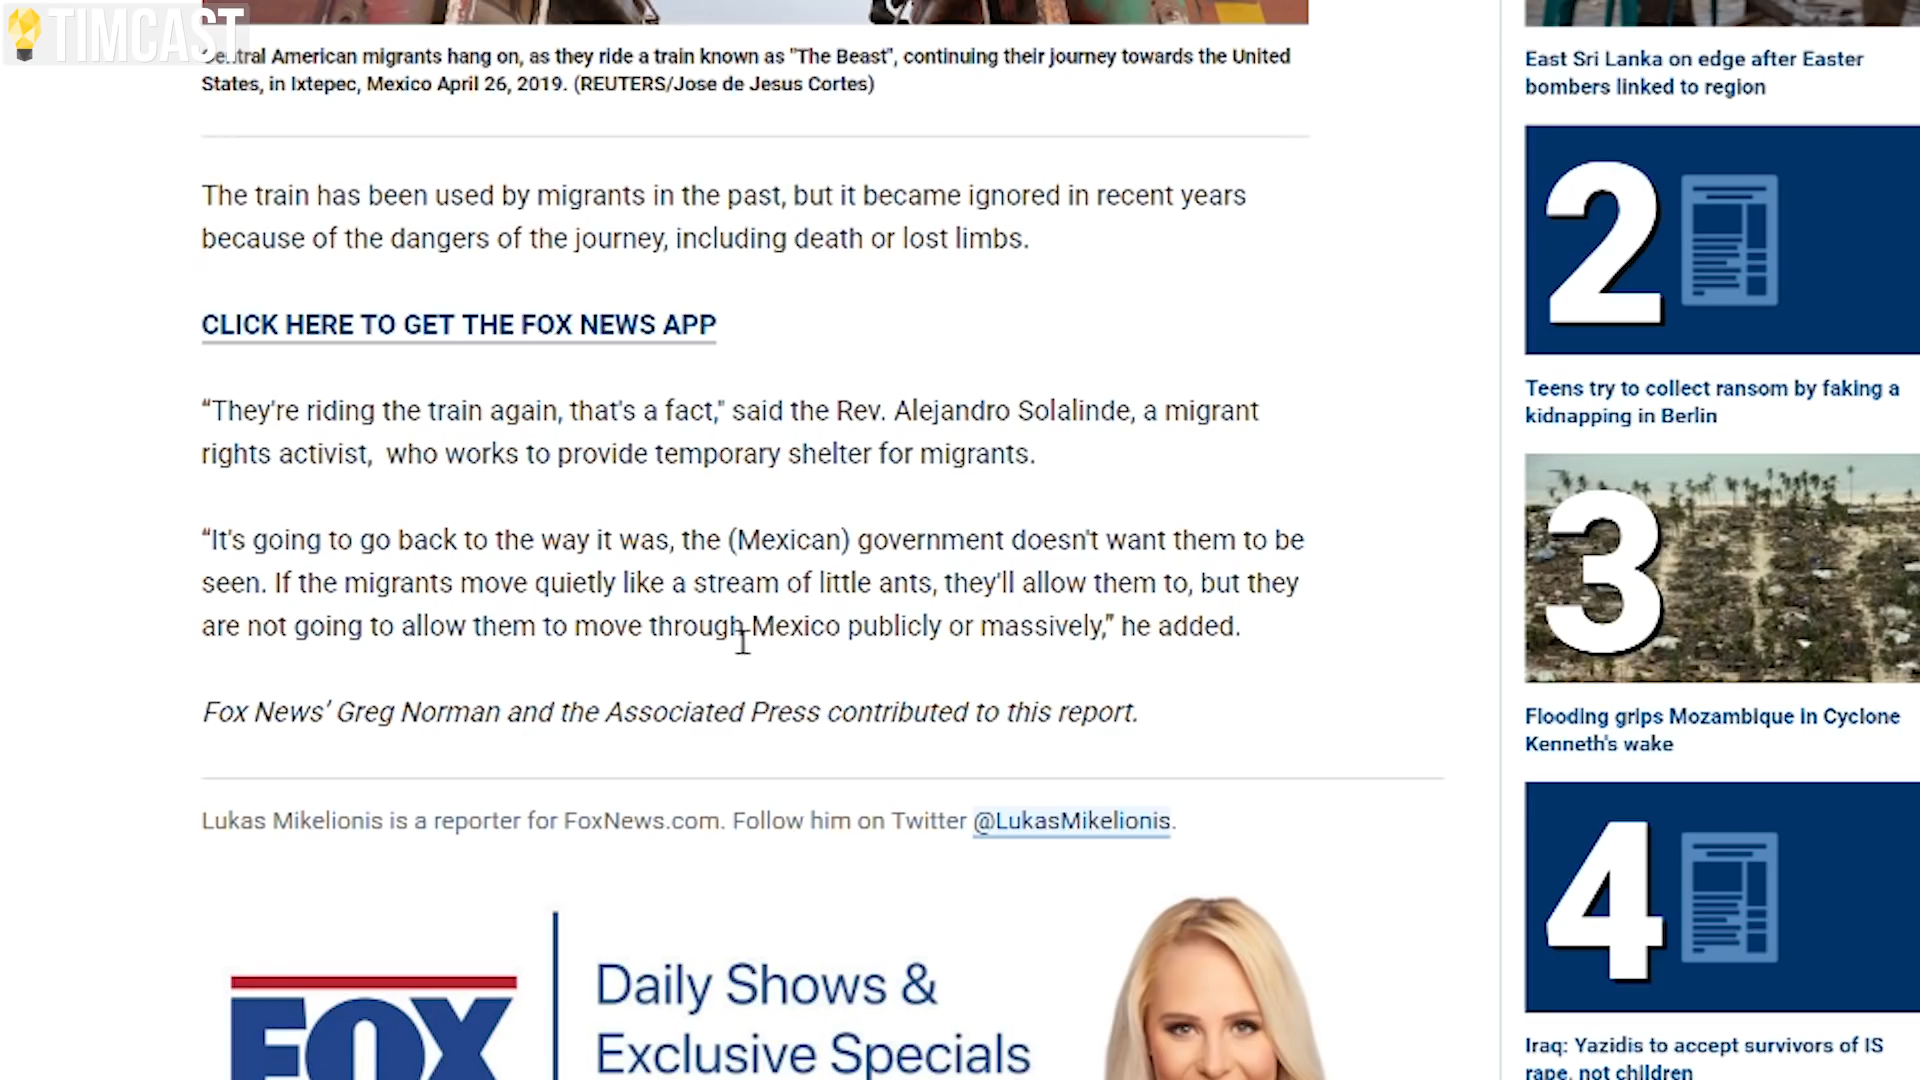 TIMCAST
Central American migrants hang on, as they ride a train known as "The Beast", continuing their journey towards the United
States, in Ixtepec, Mexico April 26, 2019. (REUTERS/Jose de Jesus Cortes)
The train has been used by migrants in the past, but it became ignored in recent years
because of the dangers of the journey, including death or lost limbs.
CLICK HERE TO GET THE FOX NEWS APP
“They're riding the train again, that's a fact," said the Rev. Alejandro Solalinde, a migrant
rights activist,  who works to provide temporary shelter for migrants.
“It's going to go back to the way it was, the (Mexican) government doesn't want them to be
seen. If the migrants move quietly like a stream of little ants, they'll allow them to, but they
are not going to allow them to move through Mexico publicly or massively,” he added.
Fox News’ Greg Norman and the Associated Press contributed to this report.
Lukas Mikelionis is a reporter for FoxNews.com. Follow him on Twitter @LukasMikelionis.
FOX
Daily Shows &
Exclusive Specials
East Sri Lanka on edge after Easter
bombers linked to region
2
Teens try to collect ransom by faking a
kidnapping in Berlin
3
Flooding grips Mozambique in Cyclone
Kenneth's wake
4
Iraq: Yazidis to accept survivors of IS
rape, not children